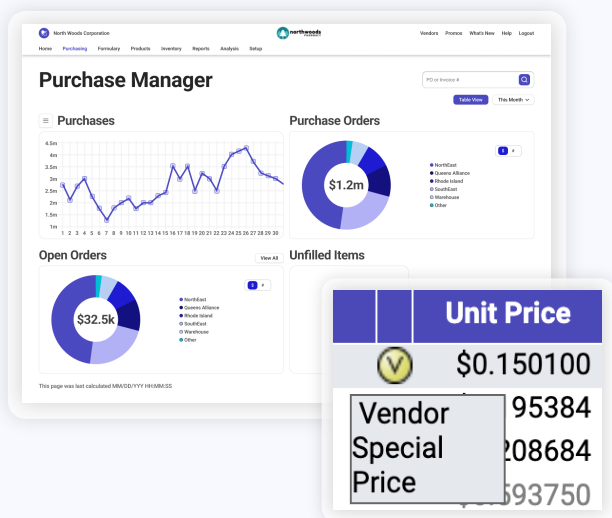 North Woods Corporation
northwoods
Vendors Promos What's New Help Logout
Home Purchasing Formulary Products Inventory Reports Analysis Setup
Purchase Manager
PO or Invoice #
Table View This Month
Purchases
4.5m
4m
3.5m
3m
2.5m
2m
1.5m
1m
1 2 3 4 5 6 7 8 9 10 11 12 13 14 15 16 17 18 19 20 21 22 23 24 25 26 27 28 29 30
Purchase Orders
$ #
$1.2m
NorthEast
Queens Alliance
Rhode Island
SouthEast
Warehouse
Other
Open Orders
View All
$ #
$32.5k
NorthEast
Queens Alliance
Rhode Island
SouthEast
Warehouse
Other
Unfilled Items
This page was last calculated MM/DD/YYY HH:MM:SS
Unit Price
V $0.150100
95384
208684
593750
Vendor
Special
Price